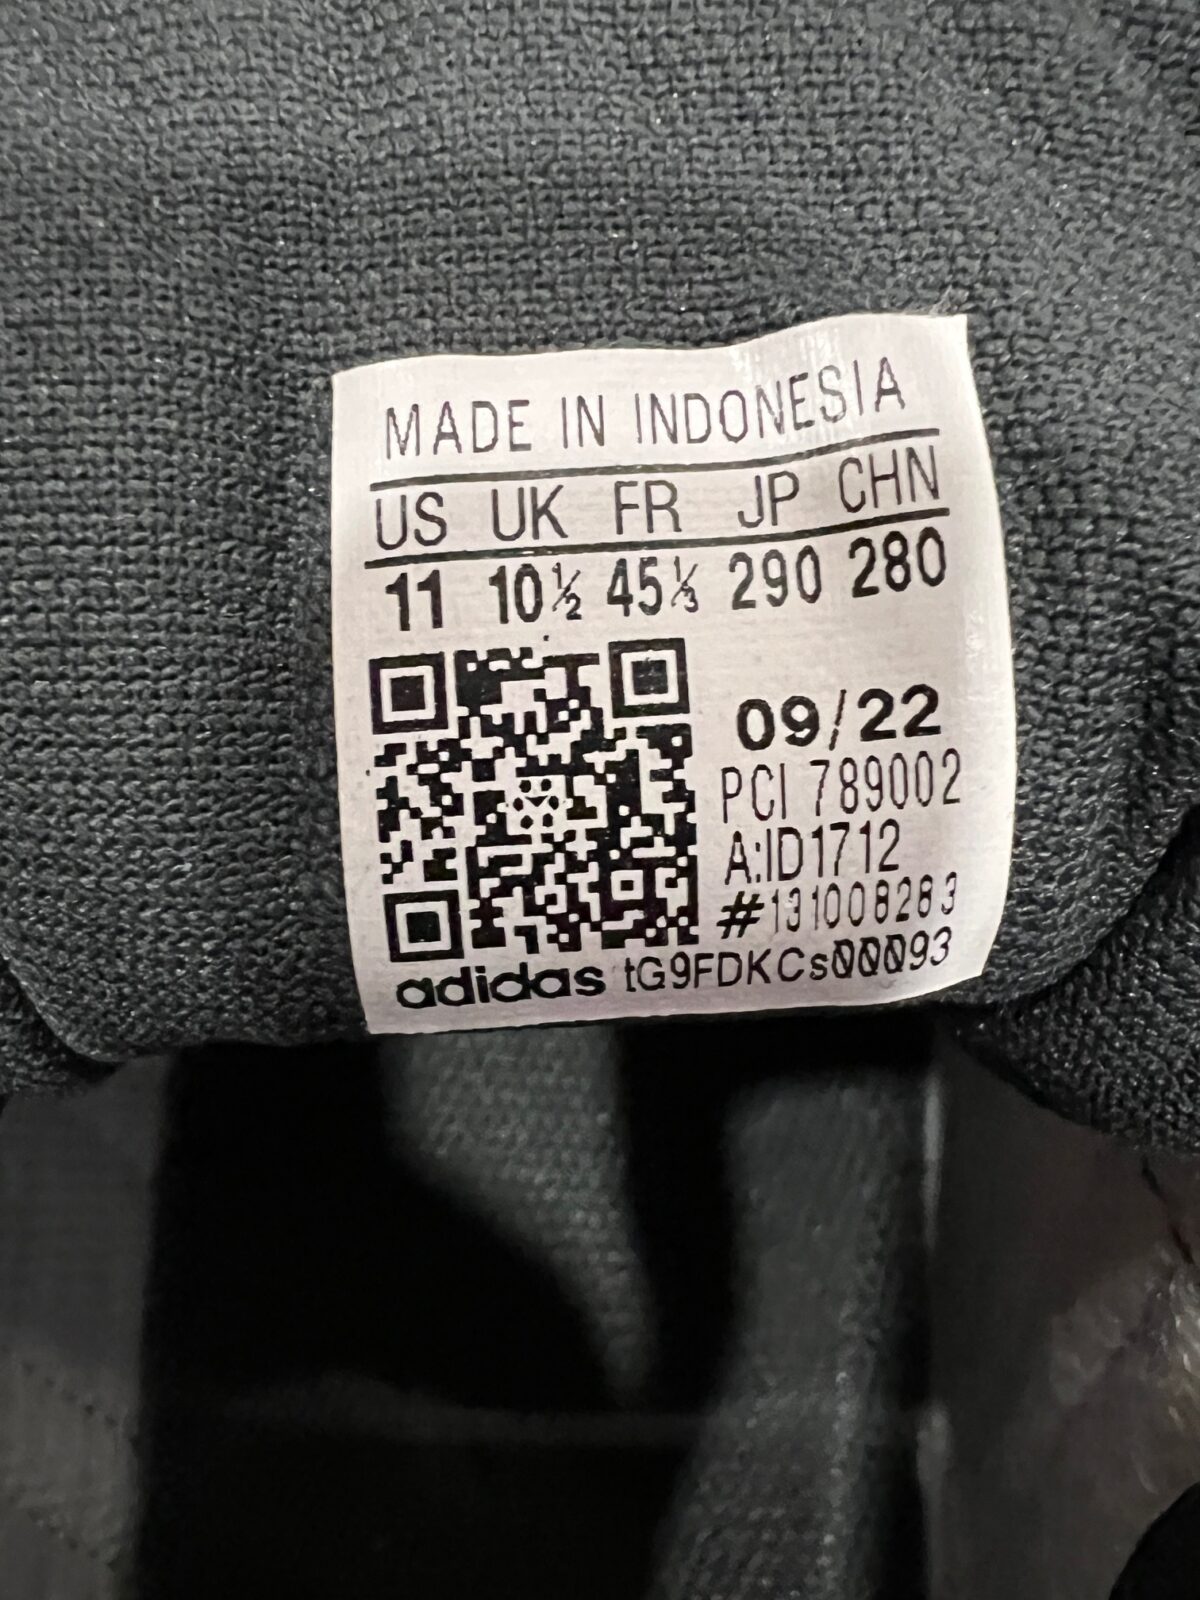 MADE IN INDONESIA
US UK FR JP CHN
11 10½ 45⅓ 290 280
09/22
PCI 789002
A:ID1712
#131008283
adidas tG9FDKCs00093